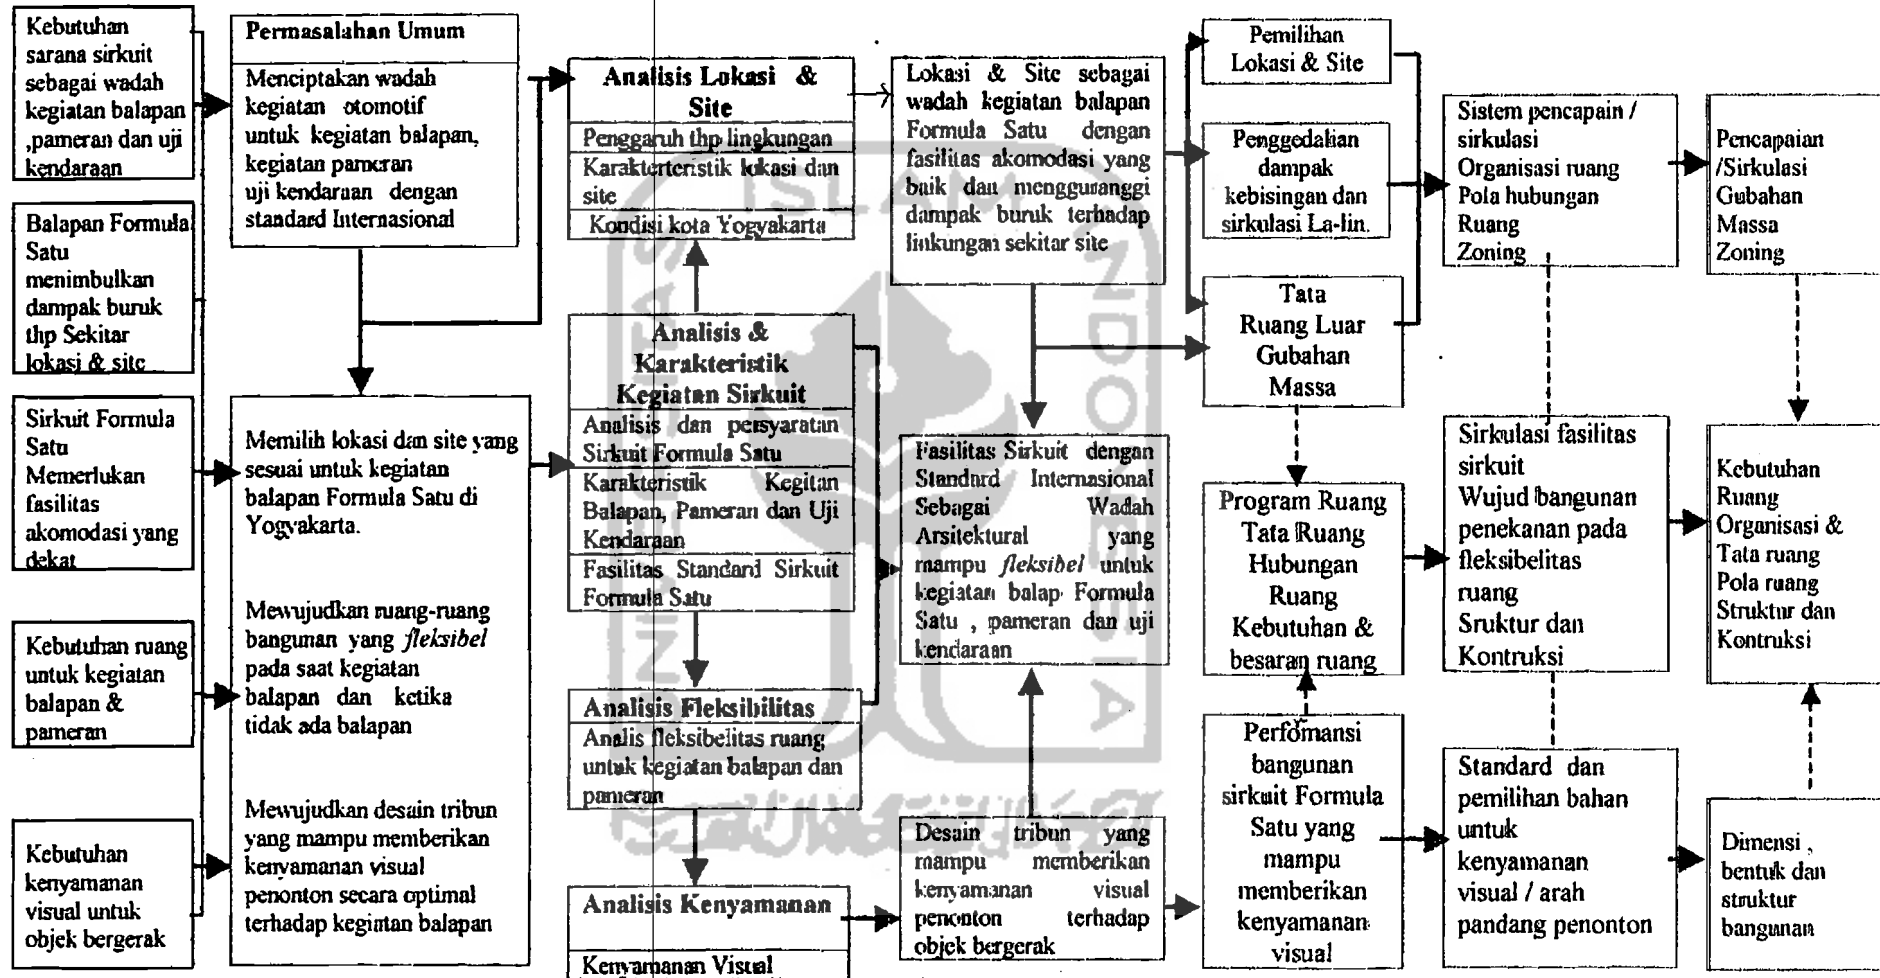 Kebutuhan
sarana sirkuit
sebagai wadah
kegiatan balapan
,pameran dan uji
kendaraan
Balapan Formula
Satu
menimbulkan
dampak buruk
thp Sekitar
lokasi & site
Sirkuit Formula
Satu
Memerlukan
fasilitas
akomodasi yang
dekat
Kebutuhan ruang
untuk kegiatan
balapan &
pameran
Kebutuhan
kenyamanan
visual untuk
objek bergerak
Permasalahan Umum
Menciptakan wadah
kegiatan otomotif
untuk kegiatan balapan,
kegiatan pameran
uji kendaraan dengan
standard Internasional
Memilih lokasi dan site yang
sesuai untuk kegiatan
balapan Formula Satu di
Yogyakarta.
Mewujudkan ruang-ruang
bangunan yang fleksibel
pada saat kegiatan
balapan dan ketika
tidak ada balapan
Mewujudkan desain tribun
yang mampu memberikan
kenyamanan visual
penonton secara optimal
terhadap kegiatan balapan
Analisis Lokasi &
Site
Penggaruh thp lingkungan
Karakterteristik lokasi dan
site
Kondisi kota Yogyakarta
Analisis &
Karakteristik
Kegiatan Sirkuit
Analisis dan persyaratan
Sirkuit Formula Satu
Karakteristik Kegitan
Balapan, Pameran dan Uji
Kendaraan
Fasilitas Standard Sirkuit
Formula Satu
Analisis Fleksibilitas
Analis fleksibelitas ruang
untuk kegiatan balapan dan
pameran
Analisis Kenyamanan
Kenyamanan Visual
Lokasi & Site sebagai
wadah kegiatan balapan
Formula Satu dengan
fasilitas akomodasi yang
baik dan mengguranggi
dampak buruk terhadap
linkungan sekitar site
Fasilitas Sirkuit dengan
Standard Internasional
Sebagai Wadah
Arsitektural yang
mampu fleksibel untuk
kegiatan balap Formula
Satu , pameran dan uji
kendaraan
Desain tribun yang
mampu memberikan
kenyamanan visual
penonton terhadap
objek bergerak
Pemilihan
Lokasi & Site
Penggedalian
dampak
kebisingan dan
sirkulasi La-lin.
Tata
Ruang Luar
Gubahan
Massa
Program Ruang
Tata Ruang
Hubungan
Ruang
Kebutuhan &
besaran ruang
Perfomansi
bangunan
sirkuit Formula
Satu yang
mampu
memberikan
kenyamanan
visual
Sistem pencapain /
sirkulasi
Organisasi ruang
Pola hubungan
Ruang
Zoning
Sirkulasi fasilitas
sirkuit
Wujud bangunan
penekanan pada
fleksibelitas
ruang
Sruktur dan
Kontruksi
Standard dan
pemilihan bahan
untuk
kenyamanan
visual / arah
pandang penonton
Pencapaian
/Sirkulasi
Gubahan
Massa
Zoning
Kebutuhan
Ruang
Organisasi &
Tata ruang
Pola ruang
Struktur dan
Kontruksi
Dimensi ,
bentuk dan
struktur
bangunan
ISLAM
INDONESIA